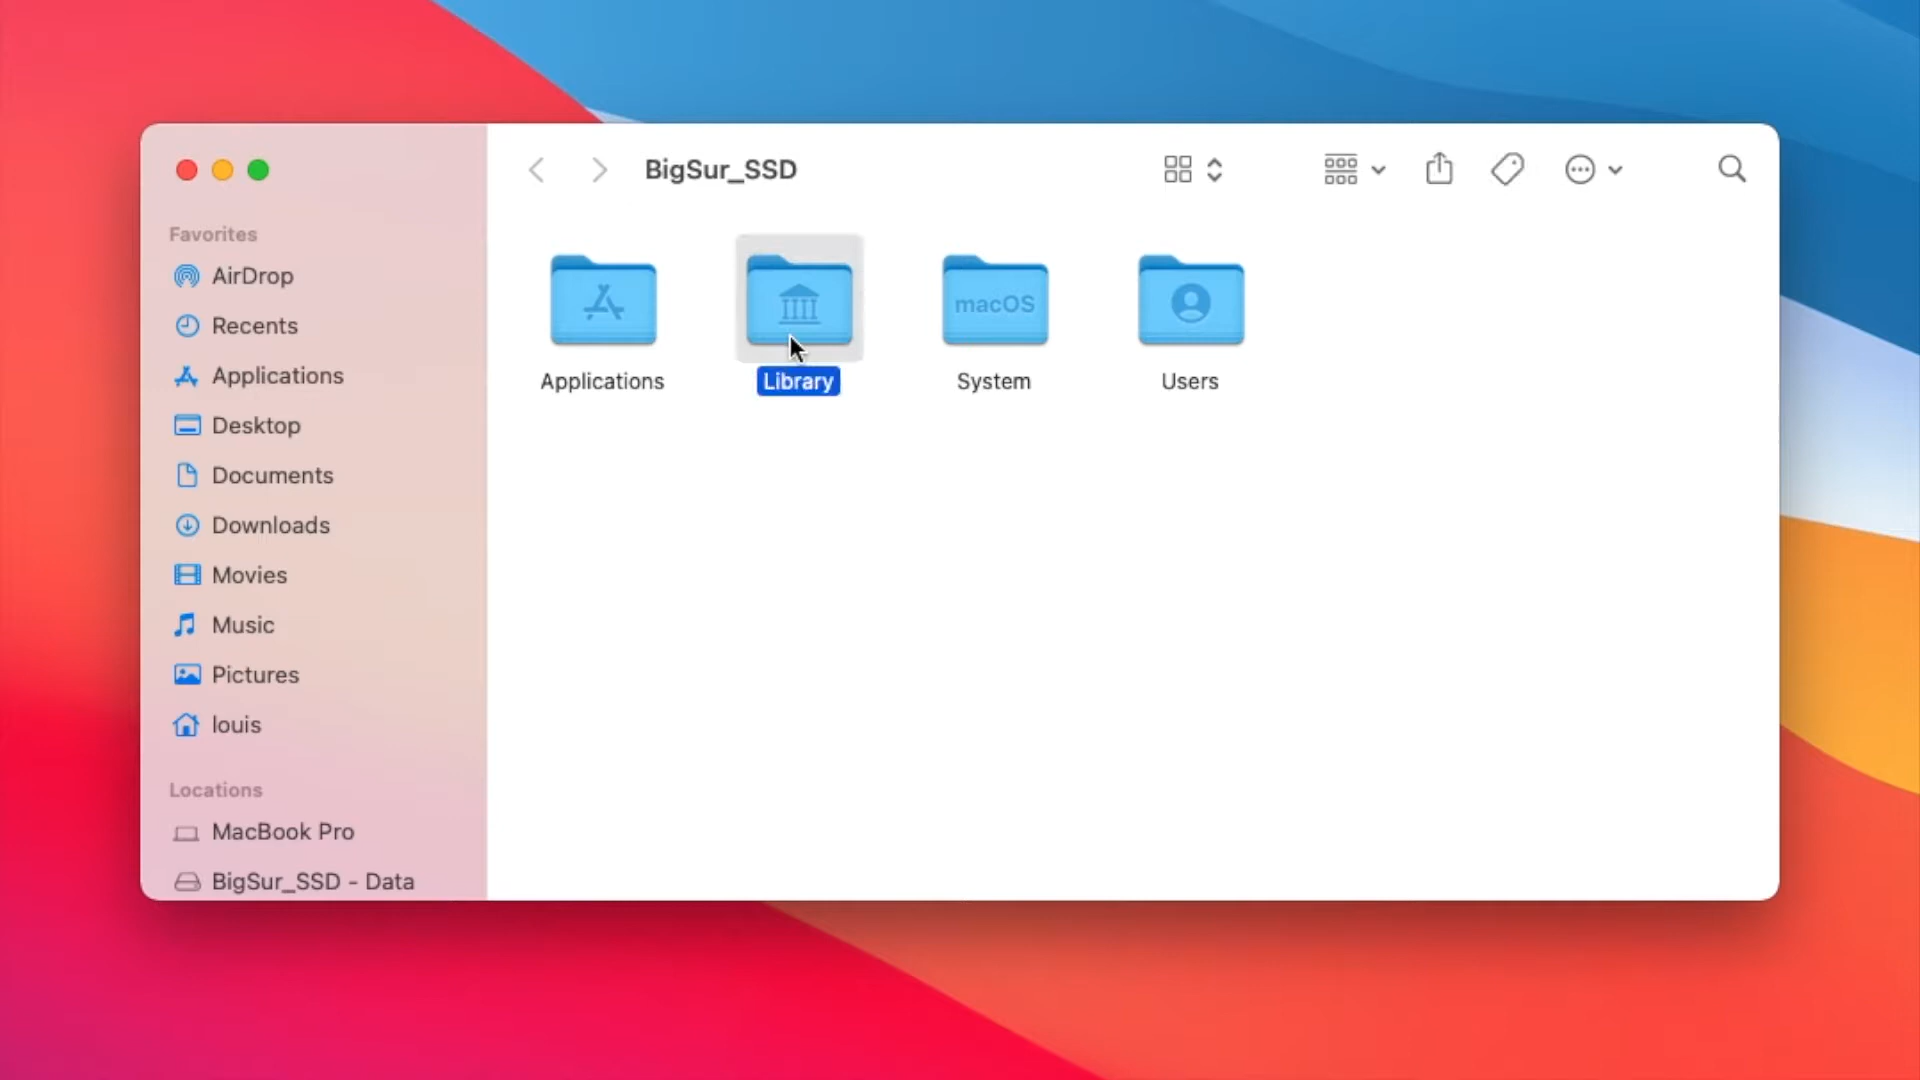 BigSur_SSD
Favorites
AirDrop
Recents
Applications
Desktop
Documents
Downloads
Movies
Music
Pictures
louis
Locations
MacBook Pro
BigSur_SSD - Data
macOS
Applications
Library
System
Users